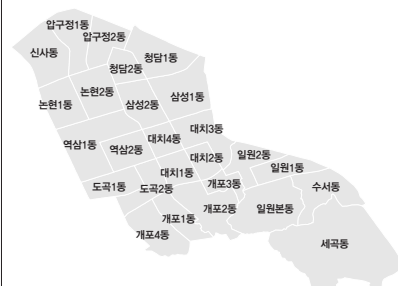 압구정1동
압구정2동
신사동
청담1동
청담2동
논현2동
논현1동
삼성2동
삼성1동
대치3동
대치4동
역삼1동
역삼2동
대치2동
일원2동
일원1동
대치1동
개포3동
수서동
도곡1동
도곡2동
개포2동
일원본동
개포1동
개포4동
세곡동